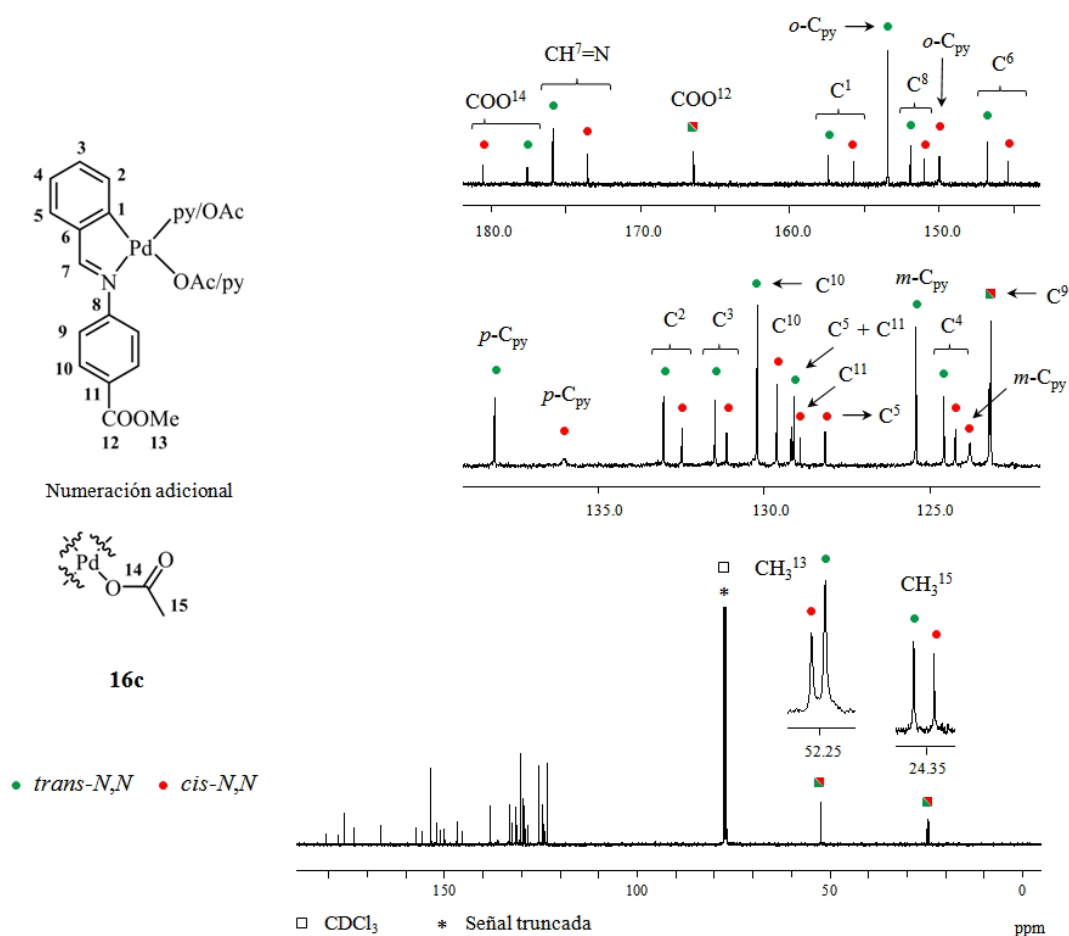 o-Cpy
o-Cpy
CH⁷=N
C⁶
COO¹⁴
COO¹²
C¹
C⁸
180.0 170.0 160.0 150.0
3
4
2
5
1
6
py/OAc
Pd
7
OAc/py
N
8
9
10
11
COOMe
12 13
C¹⁰
m-Cpy
C⁹
C²
C³
C¹⁰
C⁵ + C¹¹
C⁴
p-Cpy
C¹¹
m-Cpy
p-Cpy
C⁵
135.0 130.0 125.0
Numeración adicional
Pd
14
O
O
15
16c
CH₃¹³
CH₃¹⁵
*
52.25
24.35
trans-N,N cis-N,N
150 100 50 0
CDCl₃ * Señal truncada ppm